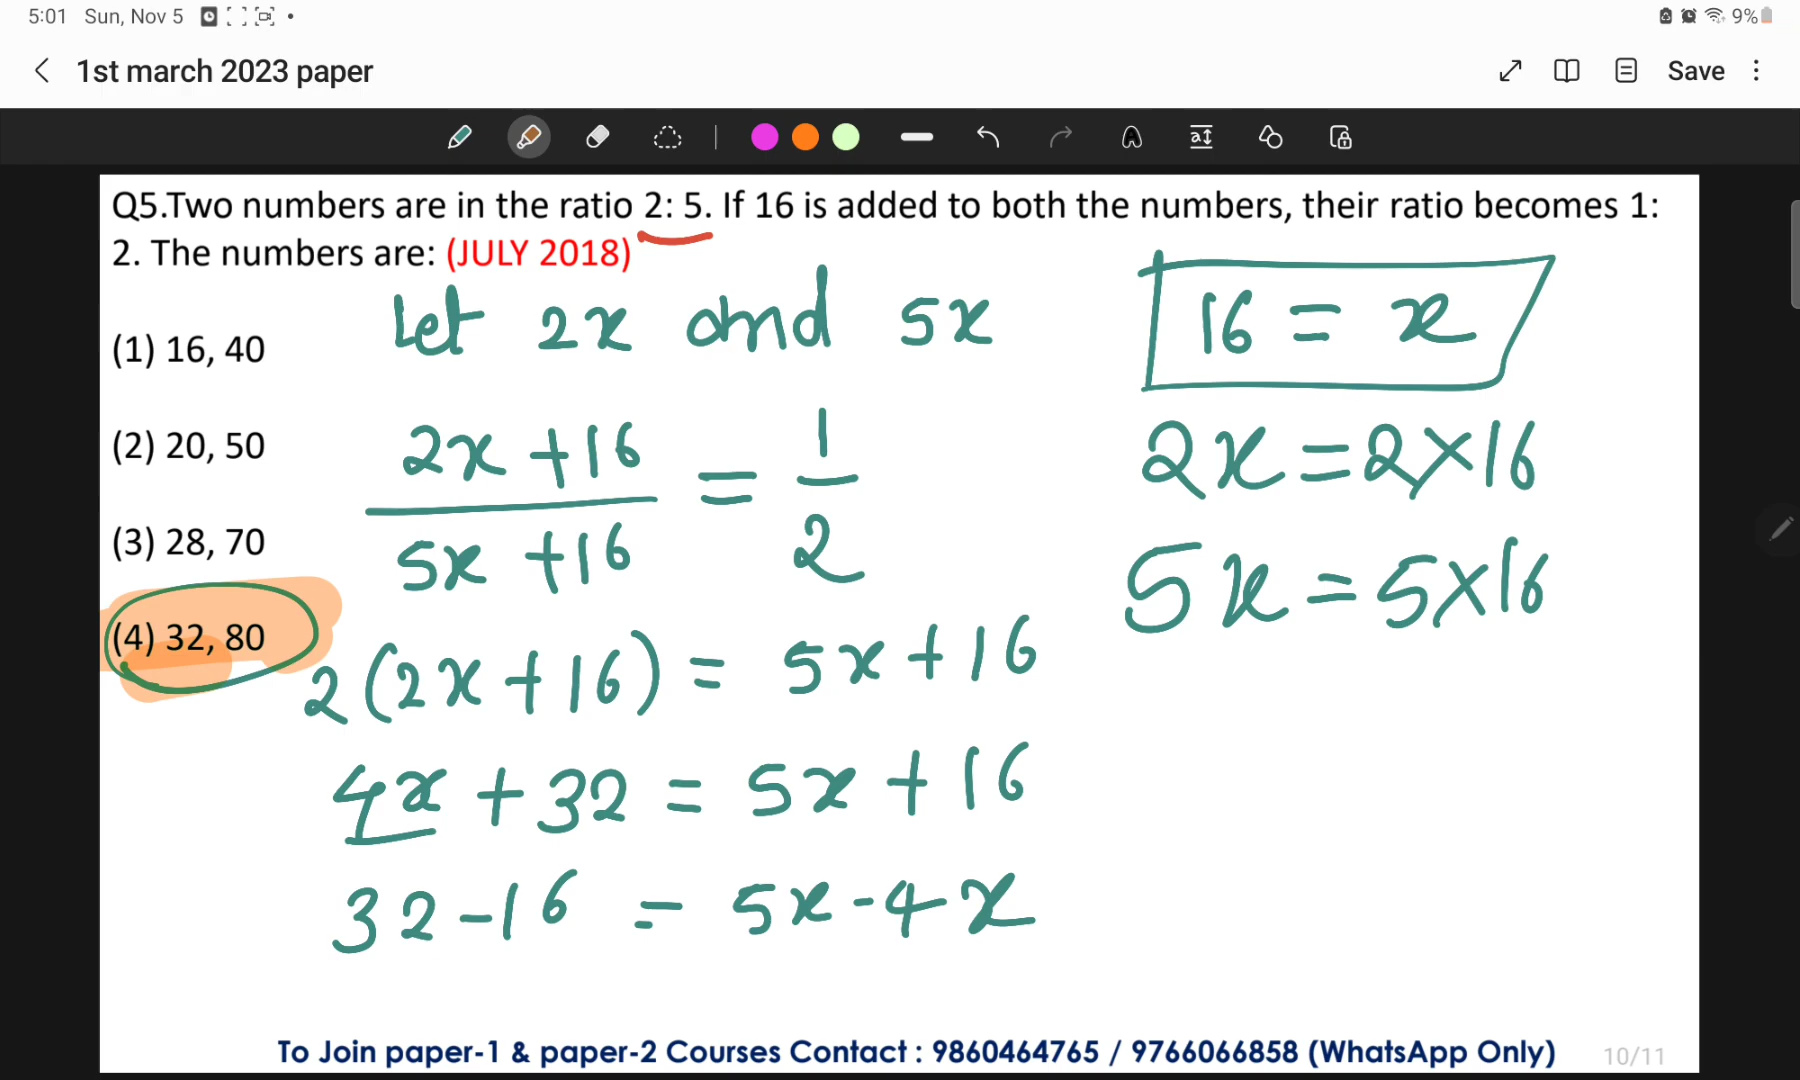 5:01 Sun, Nov 5
9%
1st march 2023 paper
Save
Q5.Two numbers are in the ratio 2: 5. If 16 is added to both the numbers, their ratio becomes 1:
2. The numbers are: (JULY 2018)
Let 2x and 5x
16 = x
(1) 16, 40
(2) 20, 50
2x +16
5x +16
=
1
2
2x = 2×16
(3) 28, 70
5x = 5×16
(4) 32, 80
2(2x+16) = 5x+16
4x + 32 = 5x + 16
32-16 = 5x-4x
To Join paper-1 & paper-2 Courses Contact : 9860464765 / 9766066858 (WhatsApp Only)
10/11